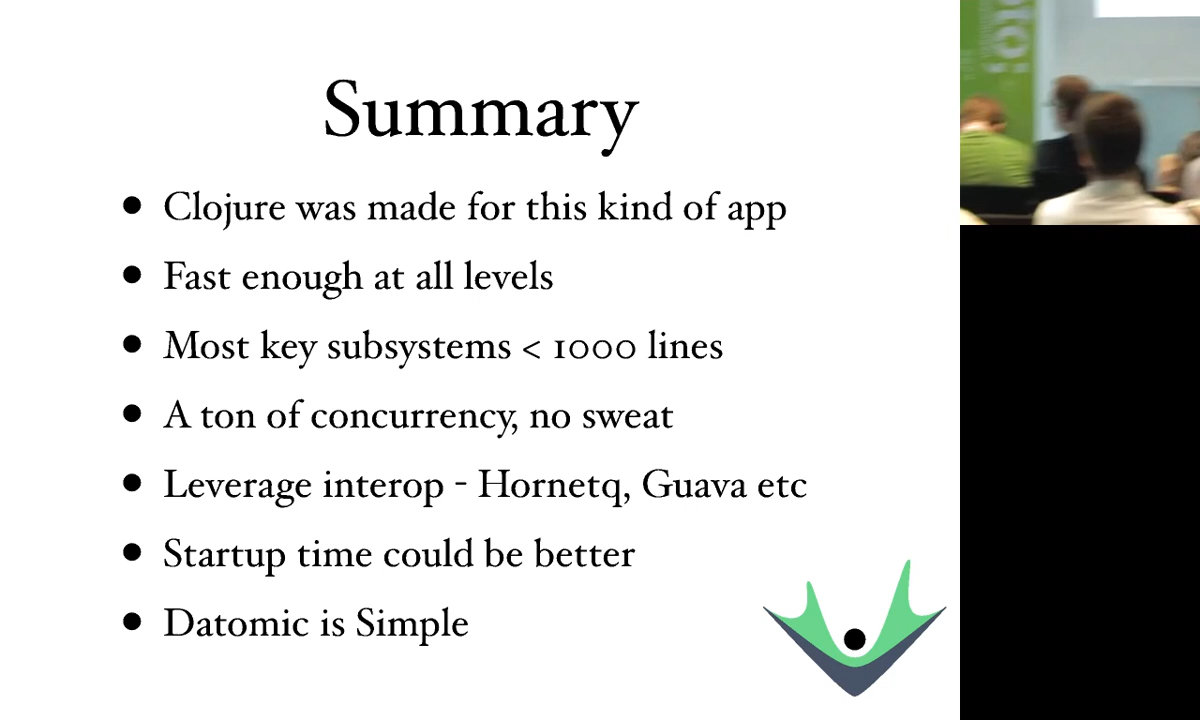 Summary
• Clojure was made for this kind of app
• Fast enough at all levels
• Most key subsystems < 1000 lines
• A ton of concurrency, no sweat
• Leverage interop - Hornetq, Guava etc
• Startup time could be better
• Datomic is Simple